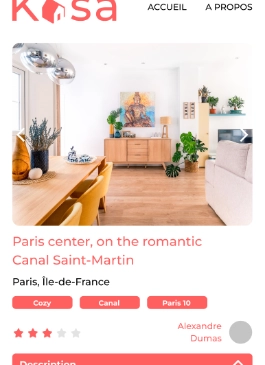 Kasa
ACCUEIL A PROPOS
Paris center, on the romantic
Canal Saint-Martin
Paris, Île-de-France
Cozy Canal Paris 10
Alexandre
Dumas
Description